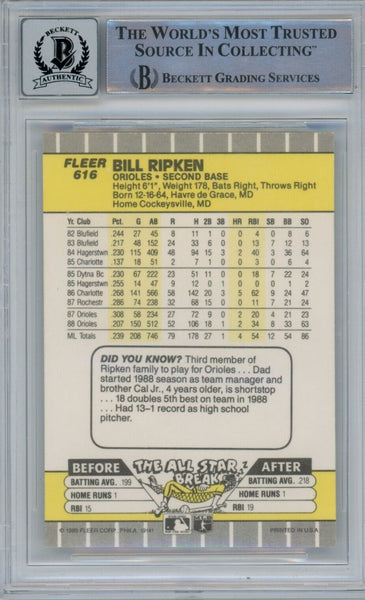 BECKETT
AUTHENTIC
THE WORLD'S MOST TRUSTED
SOURCE IN COLLECTING™
B BECKETT GRADING SERVICES
FLEER
616
BILL RIPKEN
ORIOLES • SECOND BASE
Height 6'1", Weight 178, Bats Right, Throws Right
Born 12-16-64, Havre de Grace, MD
Home Cockeysville, MD
Yr. Club Pct. G AB R H 2B 3B HR RBI SB BB SO
82 Blufield .244 27 45 8 11 1 0 0 4 0 8 6
83 Blufield .217 48 152 24 33 6 0 0 13 7 12 13
84 Hagerstwn .230 115 409 48 94 15 3 2 40 3 36 64
85 Charlotte .137 18 51 2 7 1 0 0 3 0 6 4
85 Dytna Bc .230 67 222 23 51 11 0 0 18 7 22 24
85 Hagerstwn .255 14 47 9 12 0 1 0 0 1 2
86 Charlotte .268 141 566 58 142 20 3 5 62 9 24 47
87 Rochestr .286 74 238 32 68 15 0 0 11 7 21 24
87 Orioles .308 58 234 27 72 9 0 2 20 4 21 23
88 Orioles .207 150 512 52 106 18 1 2 34 8 33 63
ML Totals .239 208 746 79 178 27 1 4 54 12 54 86
DID YOU KNOW? Third member of
Ripken family to play for Orioles . . . Dad
started 1988 season as team manager and
brother Cal Jr., 4 years older, is shortstop
. . . 18 doubles 5th best on team in 1988
. . . Had 13–1 record as high school
pitcher.
BEFORE THE ALL STAR BREAK AFTER
BATTING AVG. .199 BATTING AVG. .218
HOME RUNS 1 HOME RUNS 1
RBI 15 RBI 19
© 1989 FLEER CORP., PHILA. 19141 PRINTED IN U.S.A.